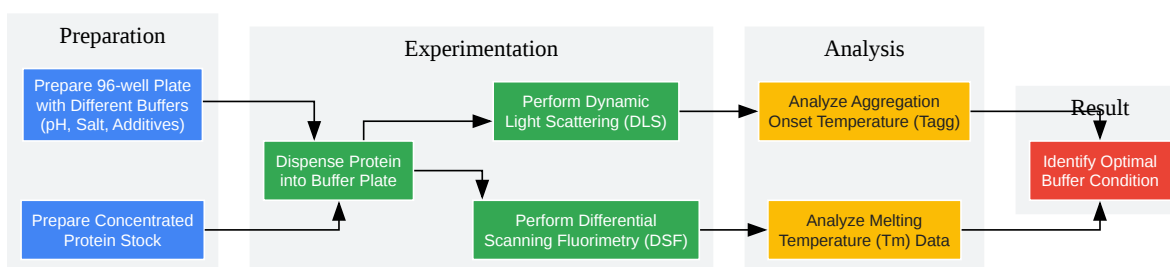 Preparation
Prepare 96-well Plate
with Different Buffers
(pH, Salt, Additives)
Prepare Concentrated
Protein Stock
Experimentation
Dispense Protein
into Buffer Plate
Perform Dynamic
Light Scattering (DLS)
Perform Differential
Scanning Fluorimetry (DSF)
Analysis
Analyze Aggregation
Onset Temperature (Tagg)
Analyze Melting
Temperature (Tm) Data
Result
Identify Optimal
Buffer Condition